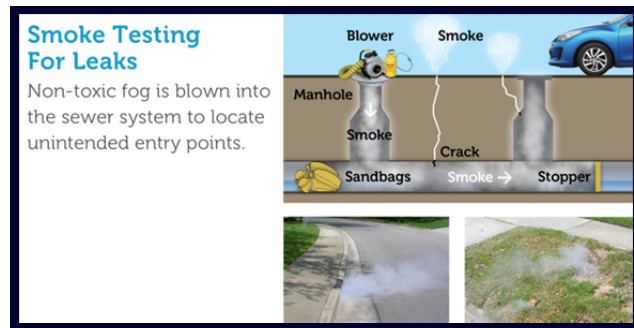 Smoke Testing
For Leaks
Non-toxic fog is blown into
the sewer system to locate
unintended entry points.
Blower
Smoke
Manhole
Smoke
Crack
Sandbags
Smoke →
Stopper